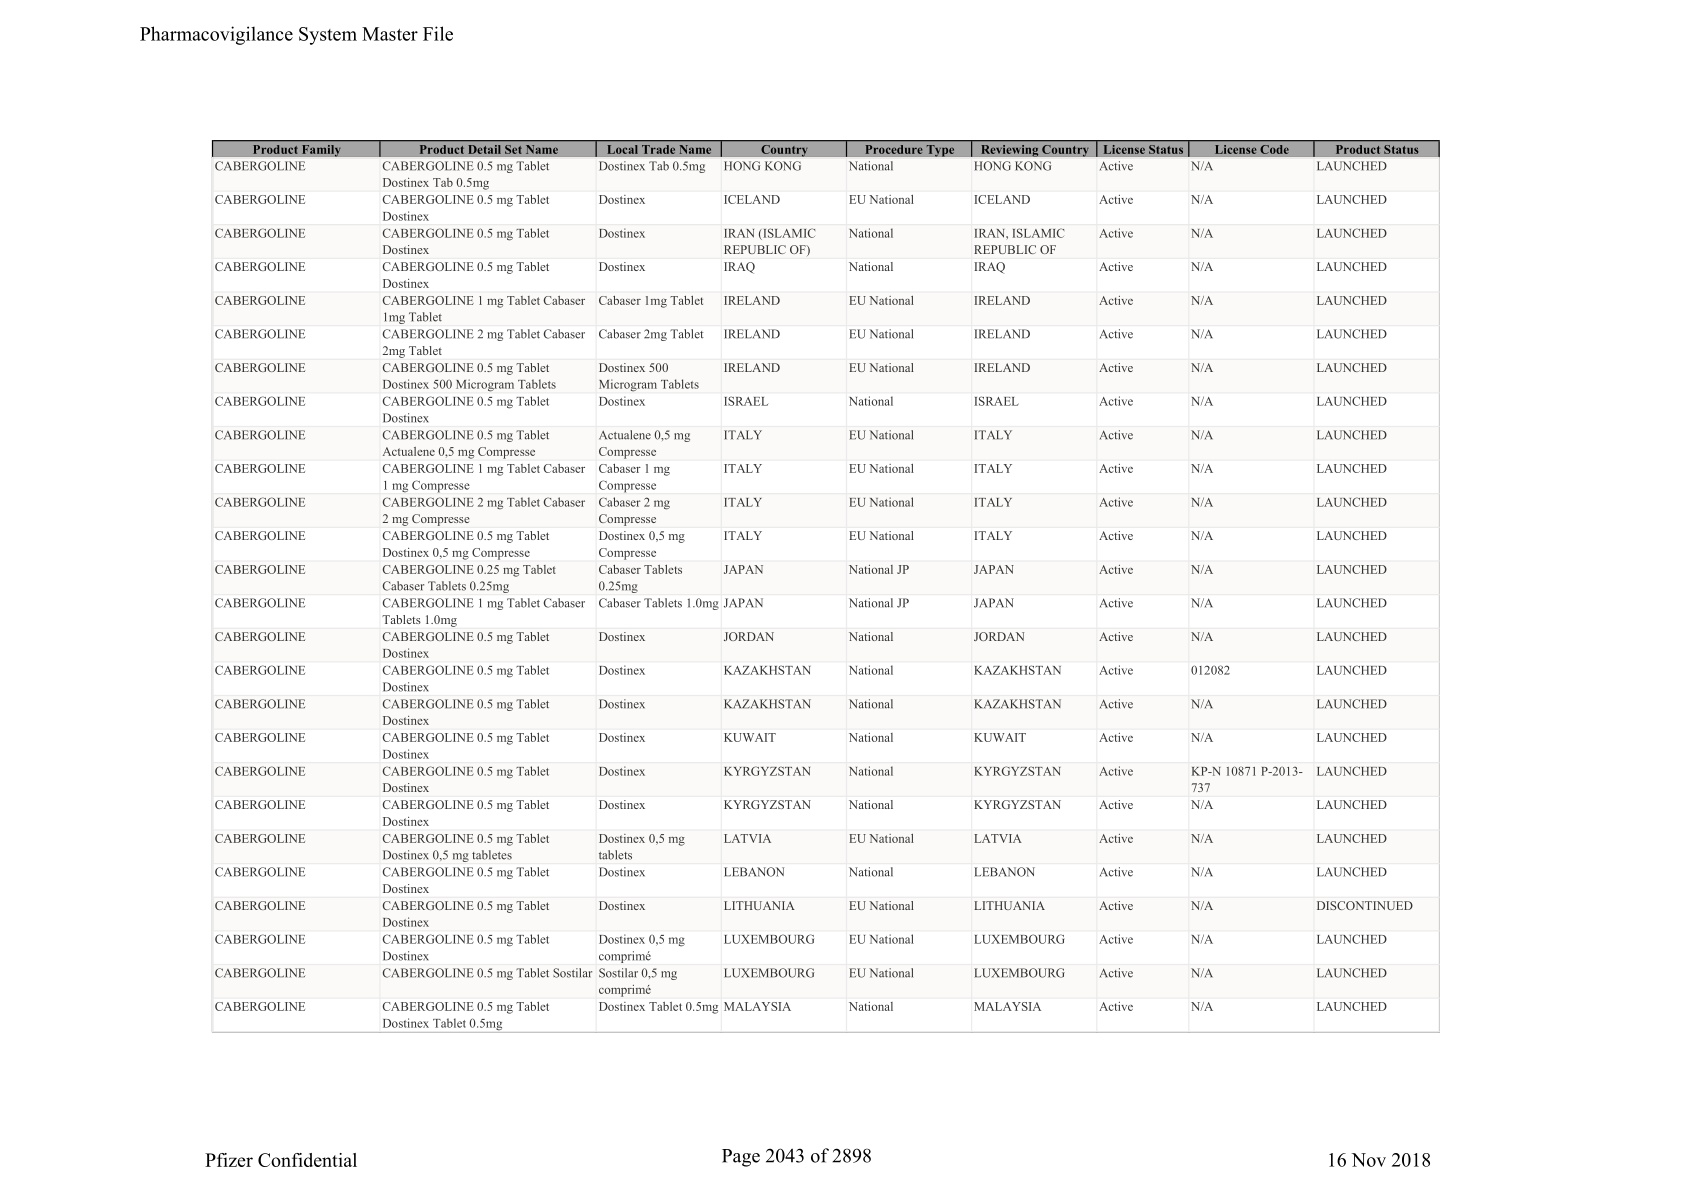 Pharmacovigilance System Master File
Product Family Product Detail Set Name Local Trade Name Country Procedure Type Reviewing Country License Status License Code Product Status
CABERGOLINE CABERGOLINE 0.5 mg Tablet Dostinex Tab 0.5mg HONG KONG National HONG KONG Active N/A LAUNCHED
Dostinex Tab 0.5mg
CABERGOLINE CABERGOLINE 0.5 mg Tablet Dostinex ICELAND EU National ICELAND Active N/A LAUNCHED
Dostinex
CABERGOLINE CABERGOLINE 0.5 mg Tablet Dostinex IRAN (ISLAMIC National IRAN, ISLAMIC Active N/A LAUNCHED
Dostinex REPUBLIC OF) REPUBLIC OF
CABERGOLINE CABERGOLINE 0.5 mg Tablet Dostinex IRAQ National IRAQ Active N/A LAUNCHED
Dostinex
CABERGOLINE CABERGOLINE 1 mg Tablet Cabaser Cabaser 1mg Tablet IRELAND EU National IRELAND Active N/A LAUNCHED
1mg Tablet
CABERGOLINE CABERGOLINE 2 mg Tablet Cabaser Cabaser 2mg Tablet IRELAND EU National IRELAND Active N/A LAUNCHED
2mg Tablet
CABERGOLINE CABERGOLINE 0.5 mg Tablet Dostinex 500 IRELAND EU National IRELAND Active N/A LAUNCHED
Dostinex 500 Microgram Tablets Microgram Tablets
CABERGOLINE CABERGOLINE 0.5 mg Tablet Dostinex ISRAEL National ISRAEL Active N/A LAUNCHED
Dostinex
CABERGOLINE CABERGOLINE 0.5 mg Tablet Actualene 0,5 mg ITALY EU National ITALY Active N/A LAUNCHED
Actualene 0,5 mg Compresse Compresse
CABERGOLINE CABERGOLINE 1 mg Tablet Cabaser Cabaser 1 mg ITALY EU National ITALY Active N/A LAUNCHED
1 mg Compresse Compresse
CABERGOLINE CABERGOLINE 2 mg Tablet Cabaser Cabaser 2 mg ITALY EU National ITALY Active N/A LAUNCHED
2 mg Compresse Compresse
CABERGOLINE CABERGOLINE 0.5 mg Tablet Dostinex 0,5 mg ITALY EU National ITALY Active N/A LAUNCHED
Dostinex 0,5 mg Compresse Compresse
CABERGOLINE CABERGOLINE 0.25 mg Tablet Cabaser Tablets JAPAN National JP JAPAN Active N/A LAUNCHED
Cabaser Tablets 0.25mg 0.25mg
CABERGOLINE CABERGOLINE 1 mg Tablet Cabaser Cabaser Tablets 1.0mg JAPAN National JP JAPAN Active N/A LAUNCHED
Tablets 1.0mg
CABERGOLINE CABERGOLINE 0.5 mg Tablet Dostinex JORDAN National JORDAN Active N/A LAUNCHED
Dostinex
CABERGOLINE CABERGOLINE 0.5 mg Tablet Dostinex KAZAKHSTAN National KAZAKHSTAN Active 012082 LAUNCHED
Dostinex
CABERGOLINE CABERGOLINE 0.5 mg Tablet Dostinex KAZAKHSTAN National KAZAKHSTAN Active N/A LAUNCHED
Dostinex
CABERGOLINE CABERGOLINE 0.5 mg Tablet Dostinex KUWAIT National KUWAIT Active N/A LAUNCHED
Dostinex
CABERGOLINE CABERGOLINE 0.5 mg Tablet Dostinex KYRGYZSTAN National KYRGYZSTAN Active KP-N 10871 P-2013- LAUNCHED
Dostinex 737
CABERGOLINE CABERGOLINE 0.5 mg Tablet Dostinex KYRGYZSTAN National KYRGYZSTAN Active N/A LAUNCHED
Dostinex
CABERGOLINE CABERGOLINE 0.5 mg Tablet Dostinex 0,5 mg LATVIA EU National LATVIA Active N/A LAUNCHED
Dostinex 0,5 mg tabletes tablets
CABERGOLINE CABERGOLINE 0.5 mg Tablet Dostinex LEBANON National LEBANON Active N/A LAUNCHED
Dostinex
CABERGOLINE CABERGOLINE 0.5 mg Tablet Dostinex LITHUANIA EU National LITHUANIA Active N/A DISCONTINUED
Dostinex
CABERGOLINE CABERGOLINE 0.5 mg Tablet Dostinex 0,5 mg LUXEMBOURG EU National LUXEMBOURG Active N/A LAUNCHED
Dostinex comprimé
CABERGOLINE CABERGOLINE 0.5 mg Tablet Sostilar Sostilar 0,5 mg LUXEMBOURG EU National LUXEMBOURG Active N/A LAUNCHED
comprimé
CABERGOLINE CABERGOLINE 0.5 mg Tablet Dostinex Tablet 0.5mg MALAYSIA National MALAYSIA Active N/A LAUNCHED
Dostinex Tablet 0.5mg
Pfizer Confidential Page 2043 of 2898 16 Nov 2018